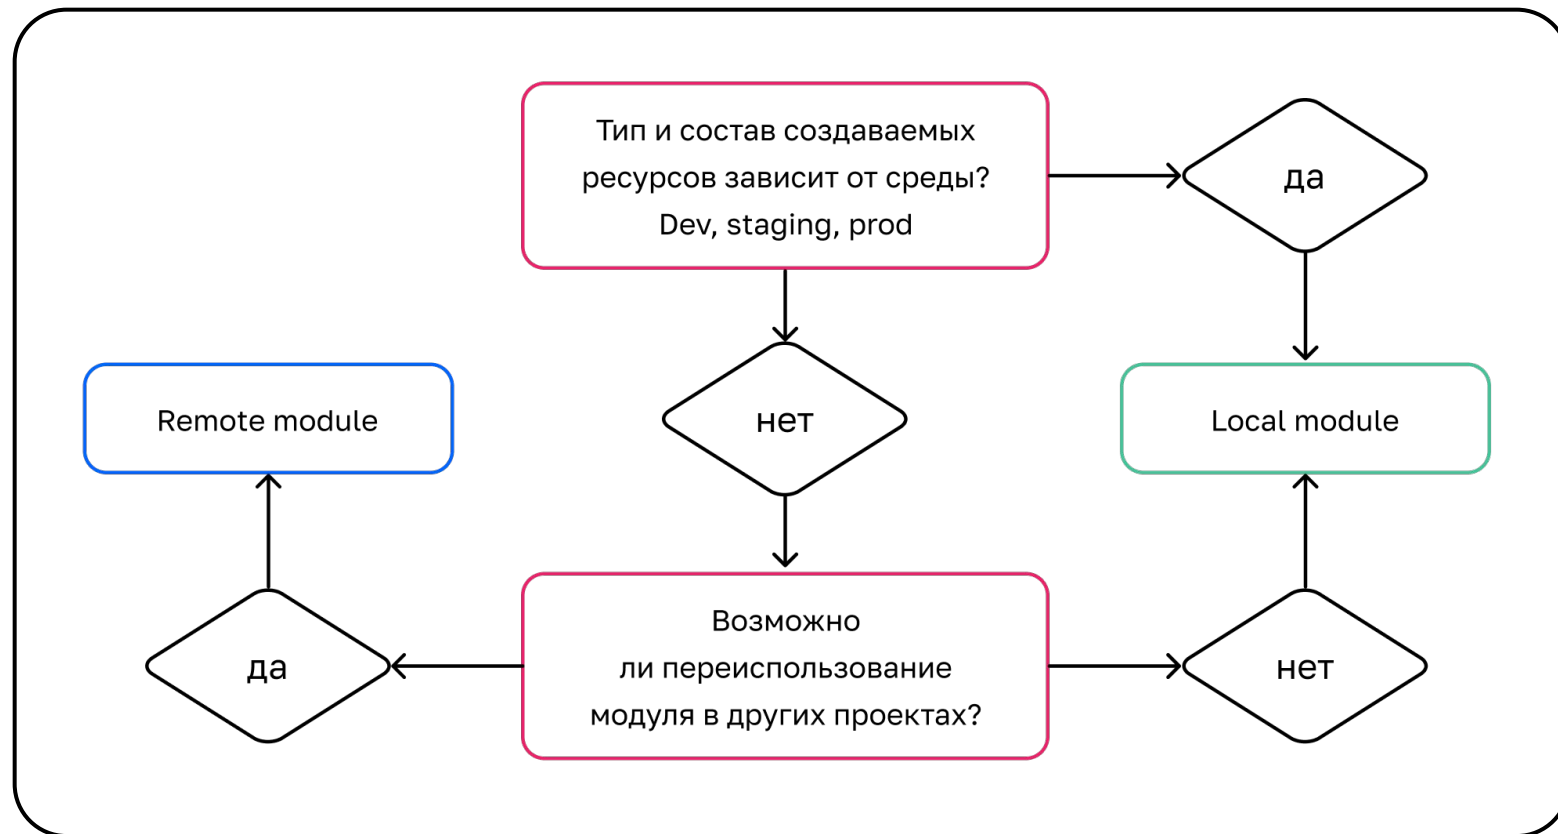 Тип и состав создаваемых
ресурсов зависит от среды?
Dev, staging, prod
да
Remote module
нет
Local module
да
Возможно
ли переиспользование
модуля в других проектах?
нет